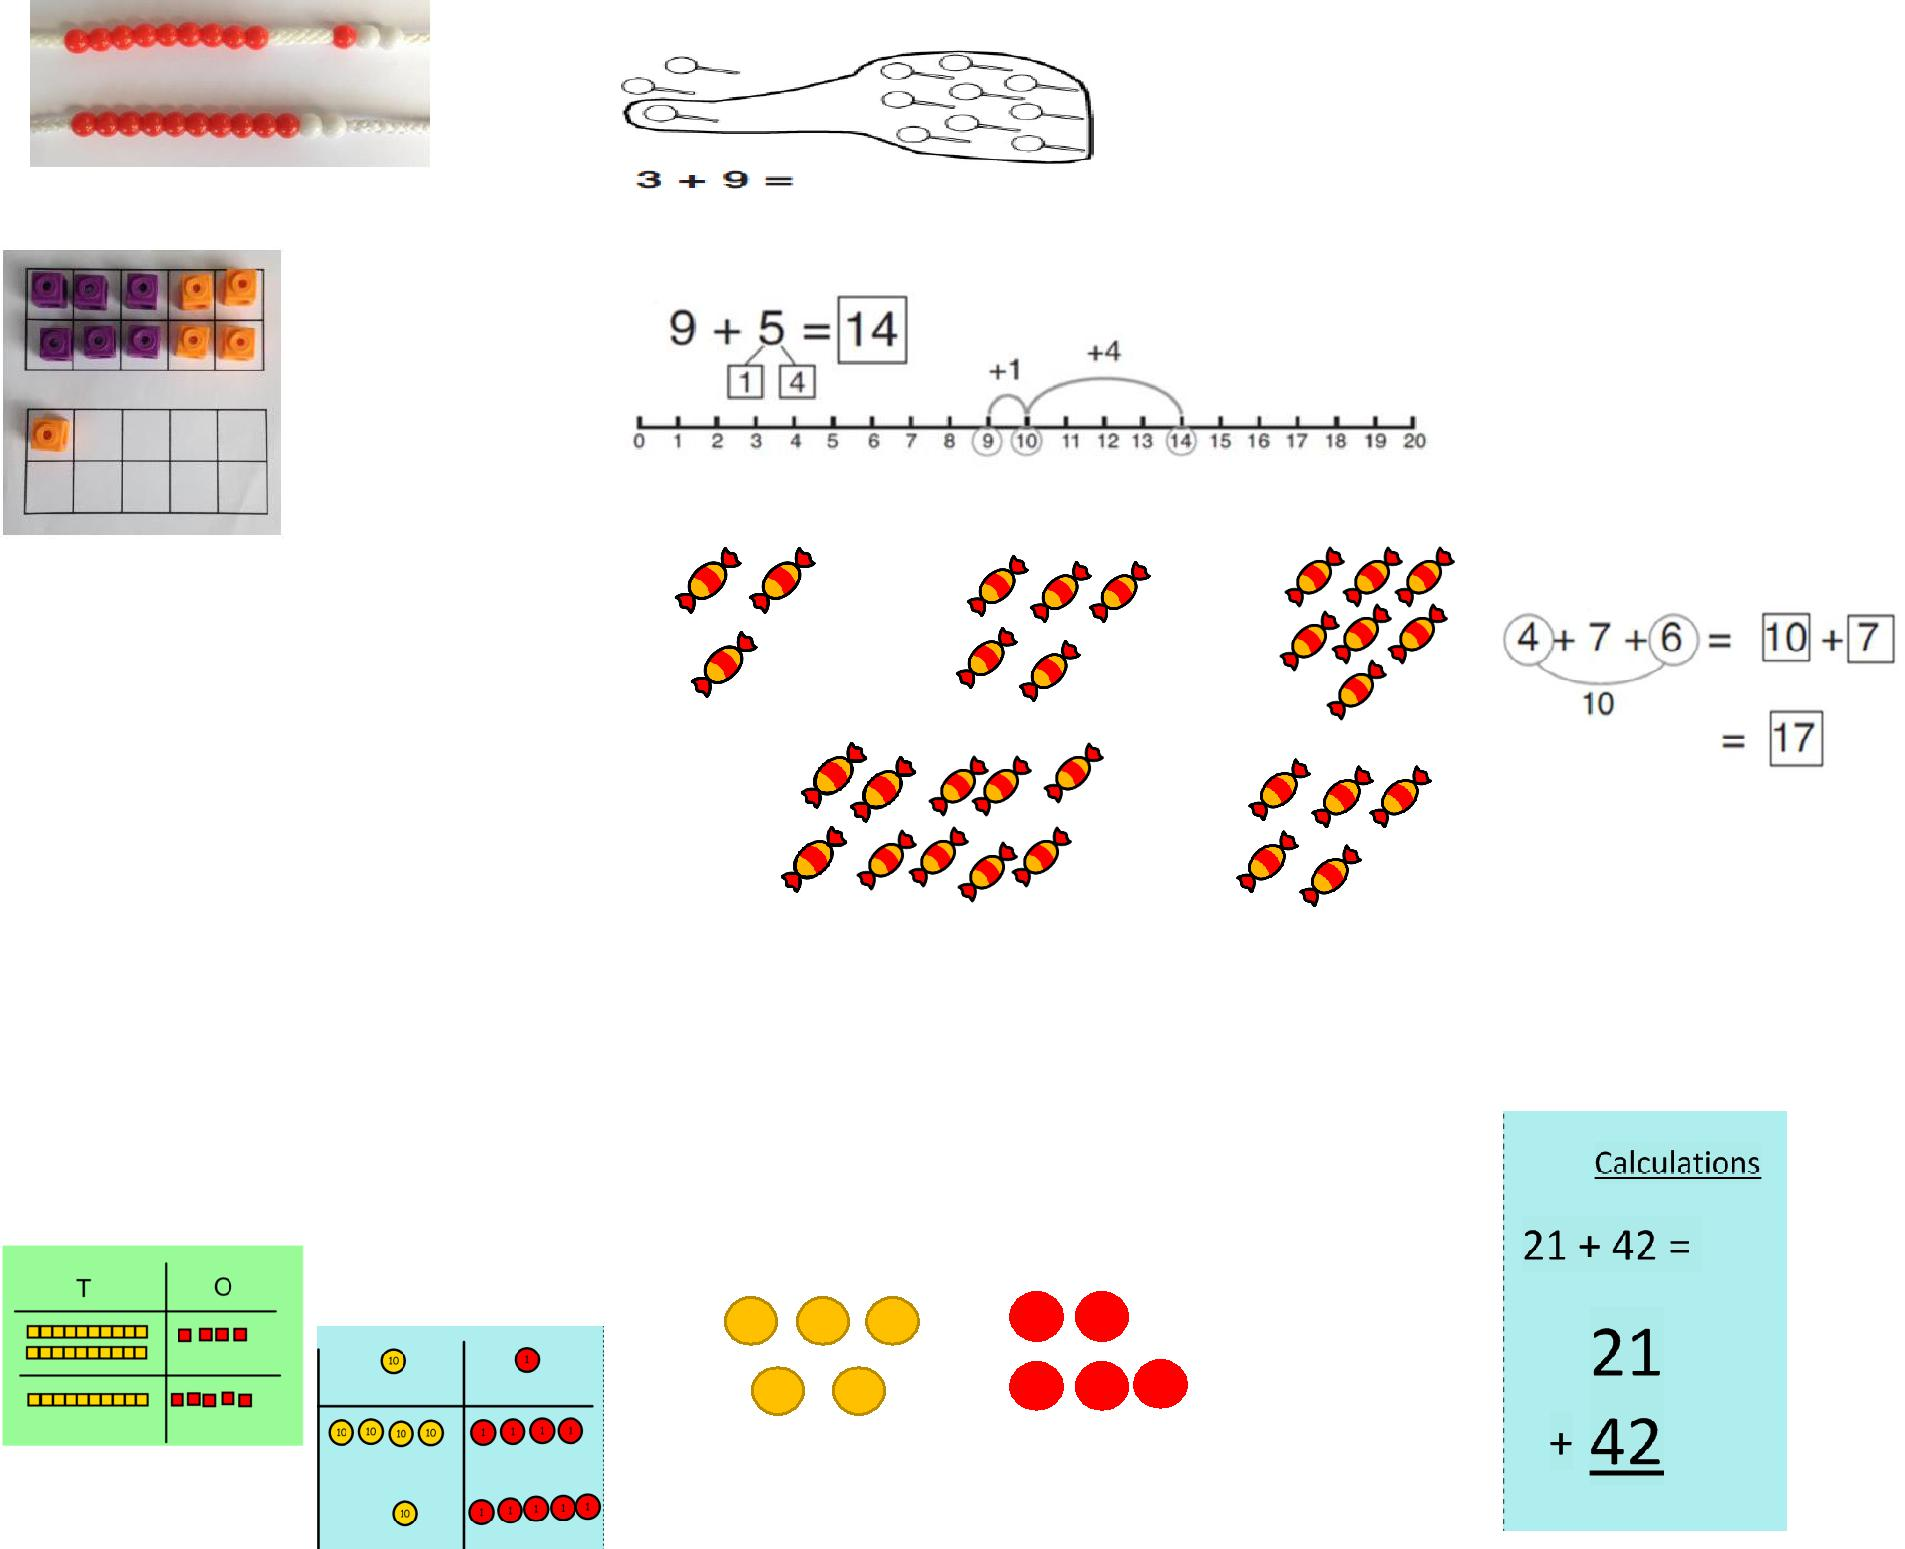 3 + 9 =
9 + 5 = 14
1 4
+1 +4
0 1 2 3 4 5 6 7 8 9 10 11 12 13 14 15 16 17 18 19 20
4 + 7 + 6 = 10 + 7
10
= 17
Calculations
21 + 42 =
21
+ 42
T O
10 1
10 10 10 10 1 1 1 1
10 1 1 1 1 1